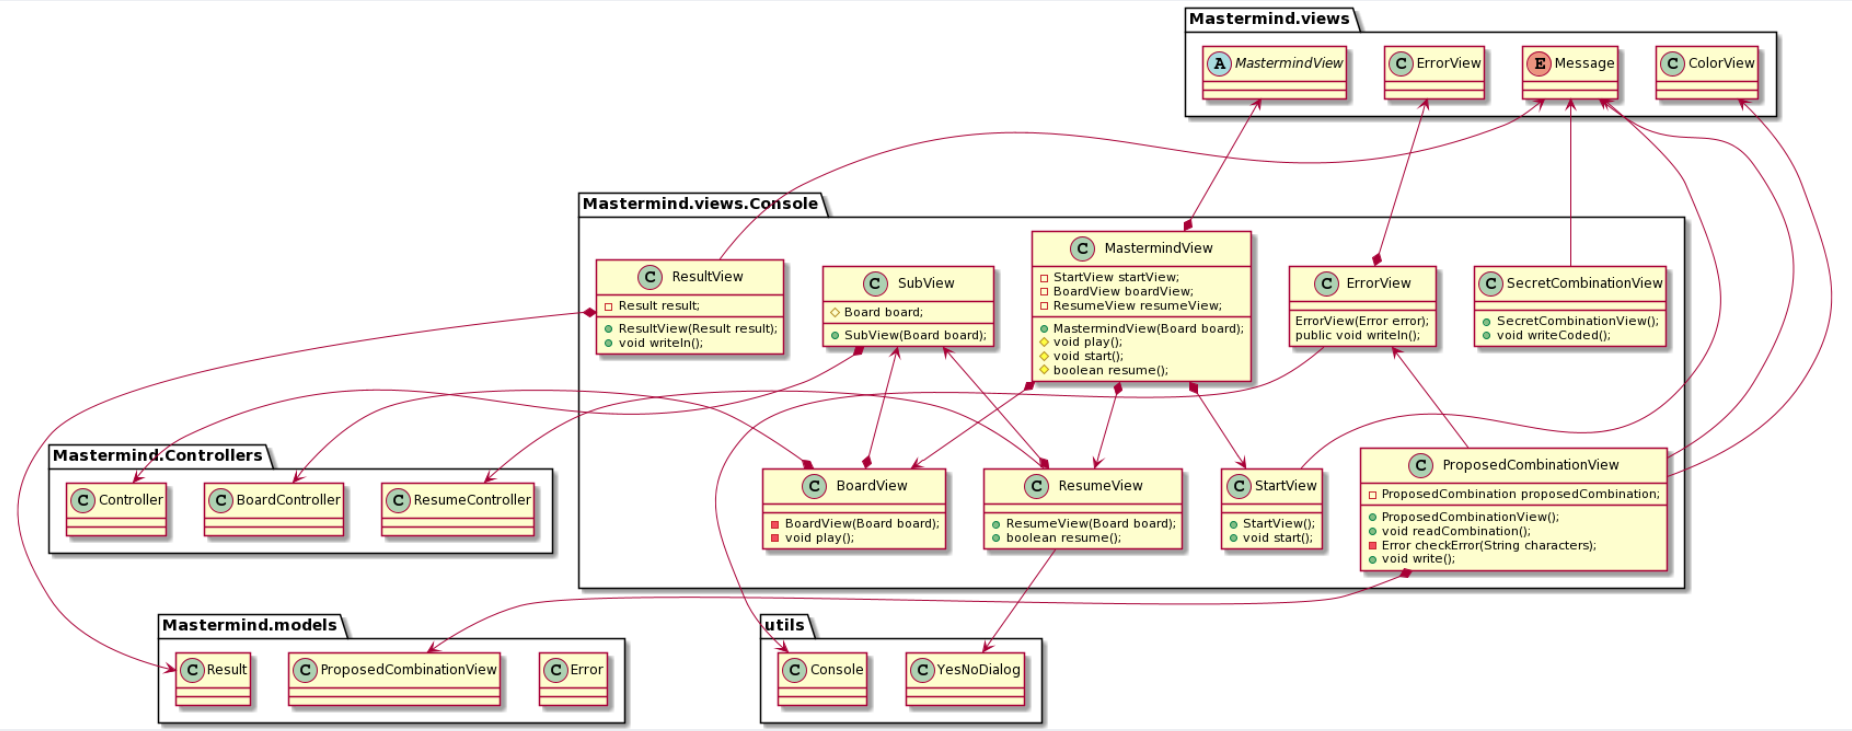 Mastermind.views
A MastermindView
C ErrorView
E Message
C ColorView
Mastermind.views.Console
C ResultView
Result result;
ResultView(Result result);
void writeln();
C SubView
Board board;
SubView(Board board);
C MastermindView
StartView startView;
BoardView boardView;
ResumeView resumeView;
MastermindView(Board board);
void play();
void start();
boolean resume();
C ErrorView
ErrorView(Error error);
public void writeln();
C SecretCombinationView
SecretCombinationView();
void writeCoded();
Mastermind.Controllers
C Controller
C BoardController
C ResumeController
C BoardView
BoardView(Board board);
void play();
C ResumeView
ResumeView(Board board);
boolean resume();
C StartView
StartView();
void start();
C ProposedCombinationView
ProposedCombination proposedCombination;
ProposedCombinationView();
void readCombination();
Error checkError(String characters);
void write();
Mastermind.models
C Result
C ProposedCombinationView
C Error
utils
C Console
C YesNoDialog